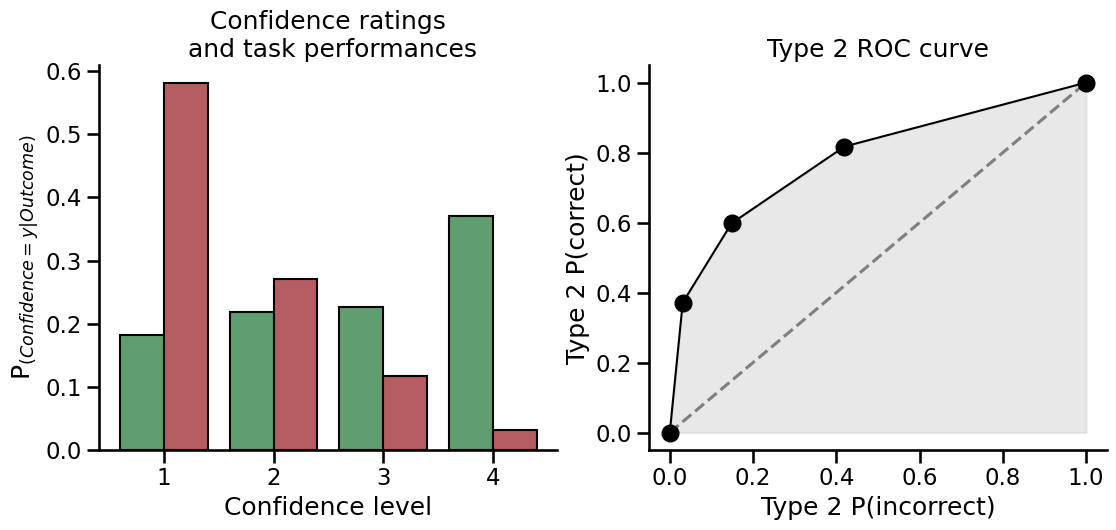 Confidence ratings
and task performances
P(Confidence = y|Outcome)
0.6
0.5
0.4
0.3
0.2
0.1
0.0
1 2 3 4
Confidence level
Type 2 ROC curve
Type 2 P(correct)
1.0
0.8
0.6
0.4
0.2
0.0
0.0 0.2 0.4 0.6 0.8 1.0
Type 2 P(incorrect)